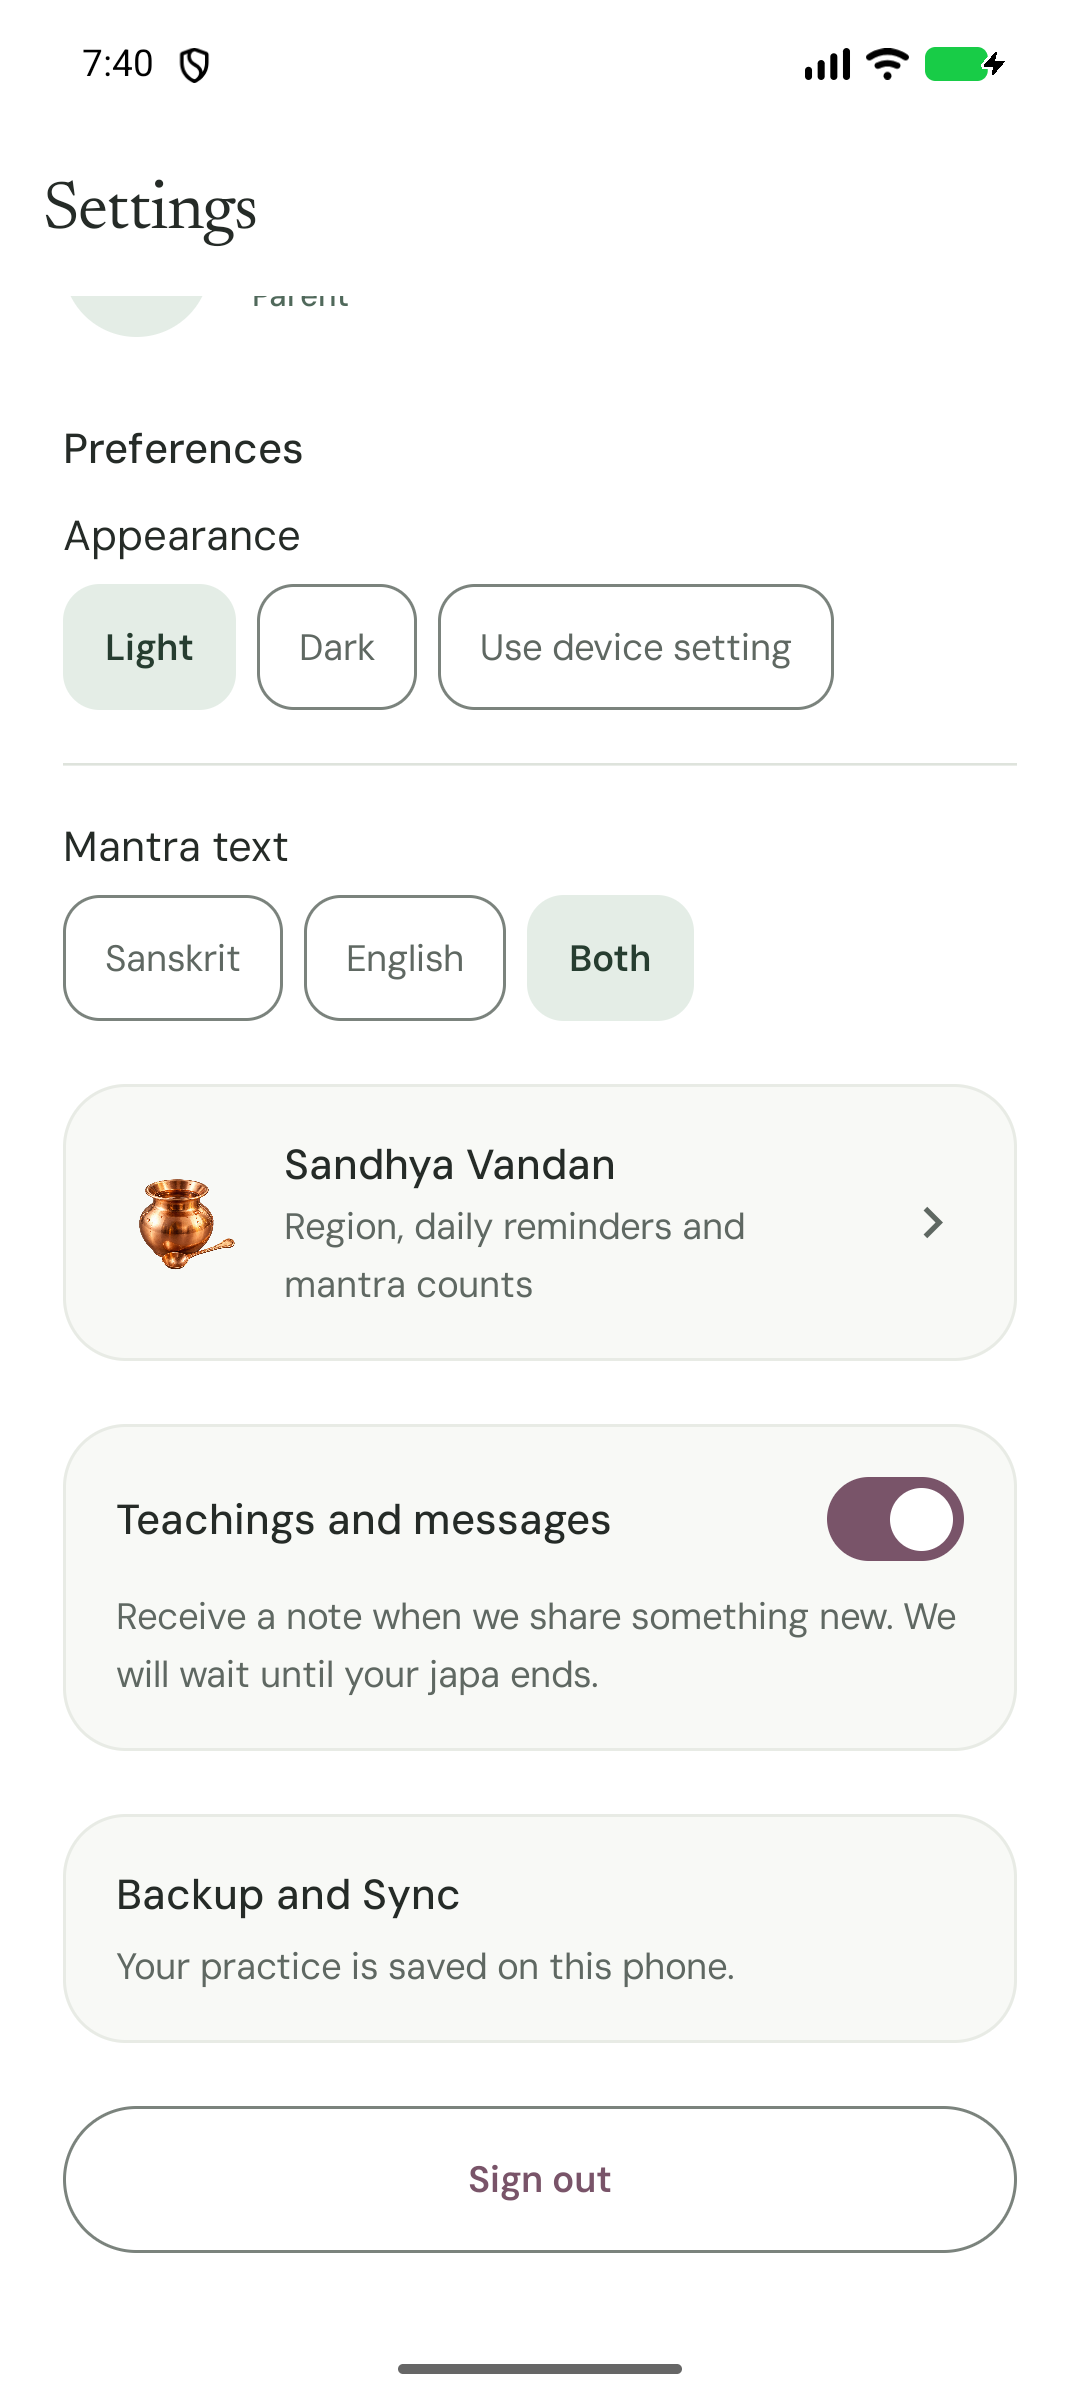 7:40
Settings
Parent
Preferences
Appearance
Light
Dark
Use device setting
Mantra text
Sanskrit
English
Both
Sandhya Vandan
Region, daily reminders and
mantra counts
Teachings and messages
Receive a note when we share something new. We
will wait until your japa ends.
Backup and Sync
Your practice is saved on this phone.
Sign out